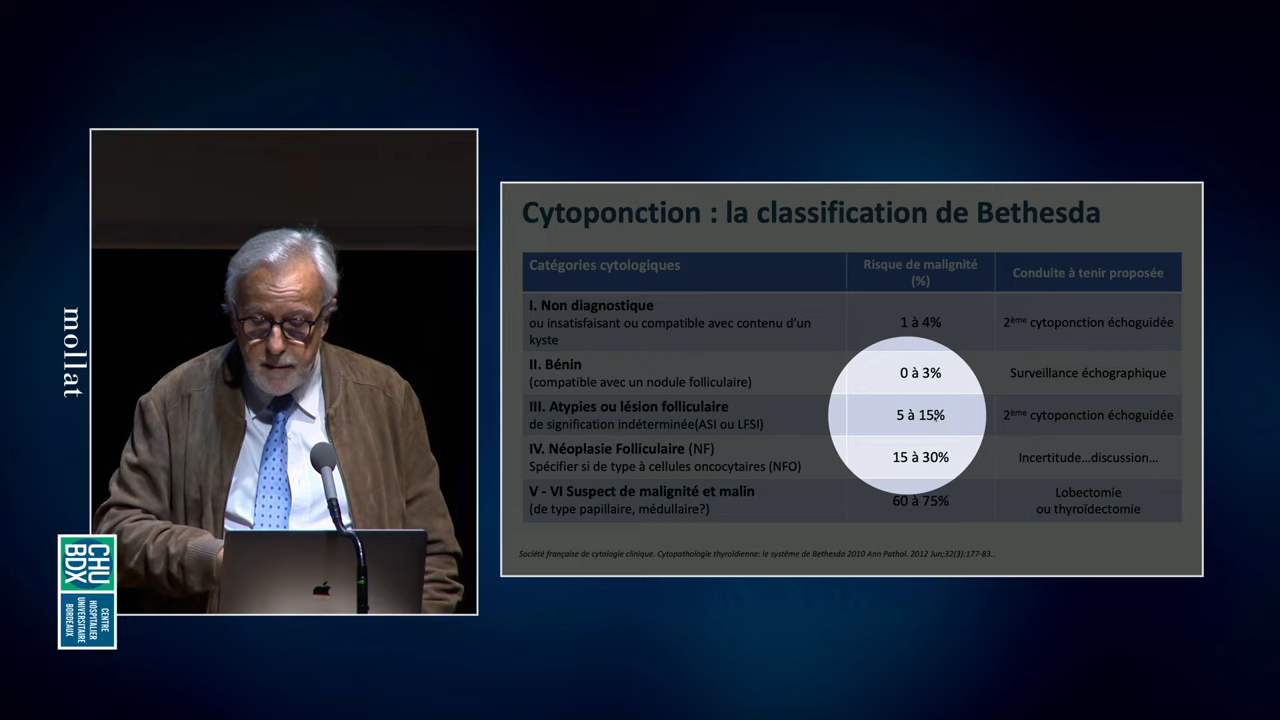 mollat
CHU
BDX
CENTRE
HOSPITALIER
UNIVERSITAIRE
BORDEAUX
Cytoponction : la classification de Bethesda
Catégories cytologiques
Risque de malignité
(%)
Conduite à tenir proposée
I. Non diagnostique
ou insatisfaisant ou compatible avec contenu d’un
kyste
1 à 4%
2ème cytoponction échoguidée
II. Bénin
(compatible avec un nodule folliculaire)
0 à 3%
Surveillance échographique
III. Atypies ou lésion folliculaire
de signification indéterminée(ASI ou LFSI)
5 à 15%
2ème cytoponction échoguidée
IV. Néoplasie Folliculaire (NF)
Spécifier si de type à cellules oncocytaires (NFO)
15 à 30%
Incertitude...discussion...
V - VI Suspect de malignité et malin
(de type papillaire, médullaire?)
60 à 75%
Lobectomie
ou thyroïdectomie
Société française de cytologie clinique. Cytopathologie thyroïdienne: le système de Bethesda 2010 Ann Pathol. 2012 Jun;32(3):177-83..